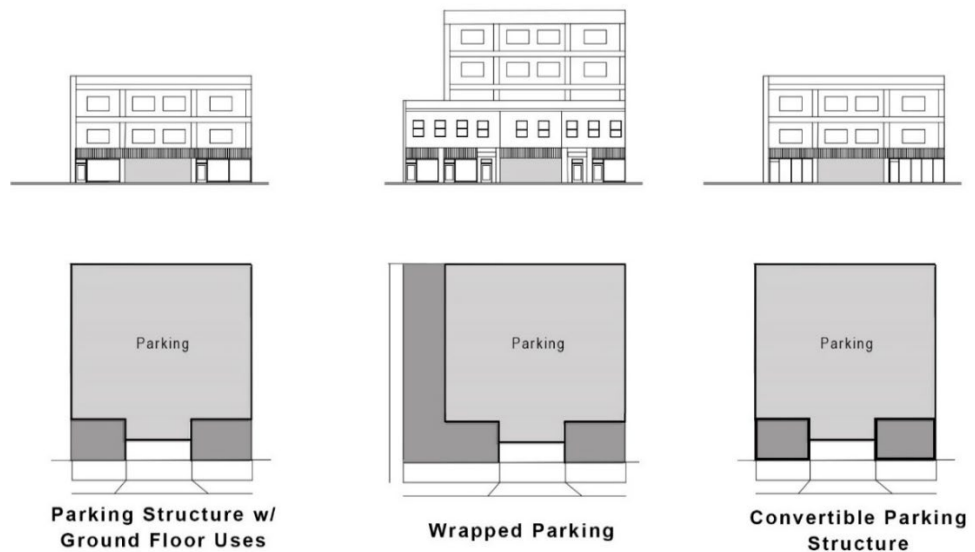 Parking
Parking
Parking
Parking Structure w/
Ground Floor Uses
Wrapped Parking
Convertible Parking
Structure